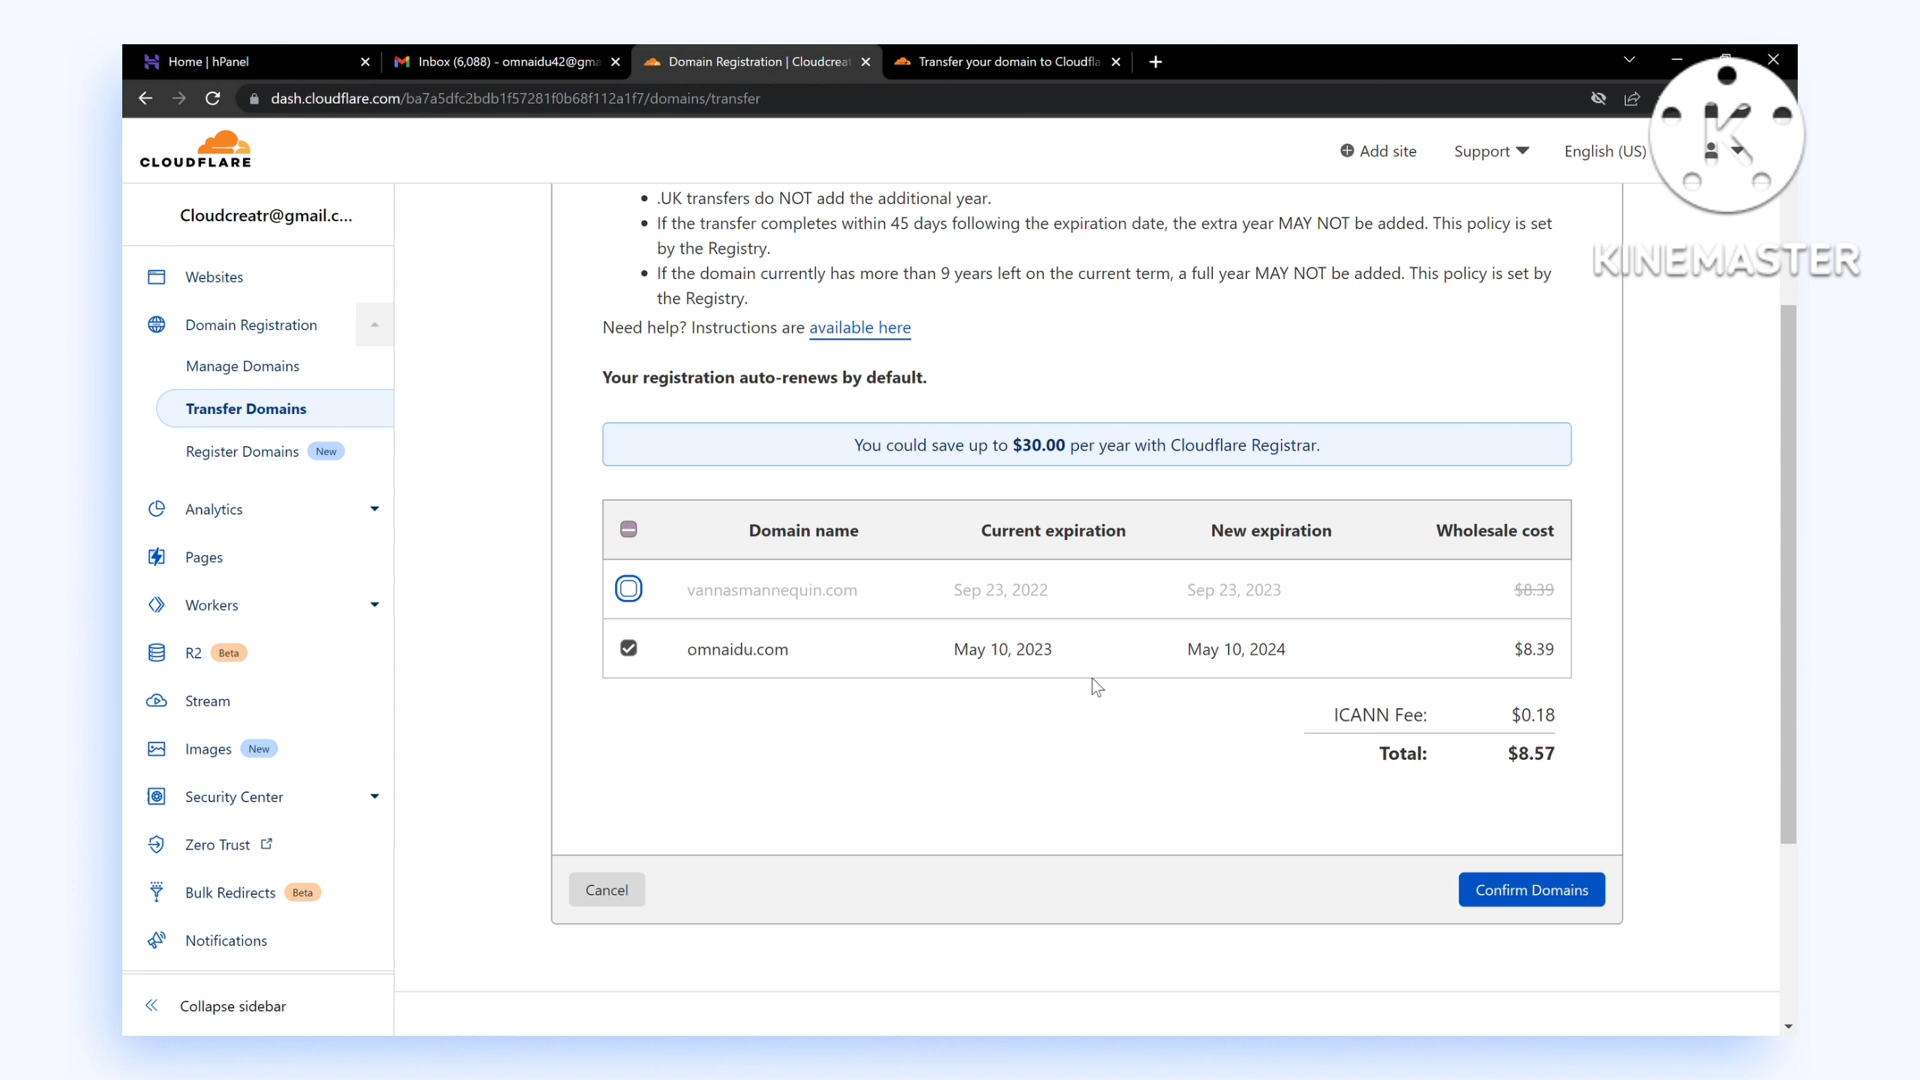 Home | hPanel
Inbox (6,088) - omnaidu42@gma
Domain Registration | Cloudcreat
Transfer your domain to Cloudfla
dash.cloudflare.com/ba7a5dfc2bdb1f57281f0b68f112a1f7/domains/transfer
CLOUDFLARE
Add site
Support
English (US)
K
KINEMASTER
Cloudcreatr@gmail.c...
Websites
Domain Registration
Manage Domains
Transfer Domains
Register Domains New
Analytics
Pages
Workers
R2 Beta
Stream
Images New
Security Center
Zero Trust
Bulk Redirects Beta
Notifications
Collapse sidebar
• .UK transfers do NOT add the additional year.
• If the transfer completes within 45 days following the expiration date, the extra year MAY NOT be added. This policy is set
by the Registry.
• If the domain currently has more than 9 years left on the current term, a full year MAY NOT be added. This policy is set by
the Registry.
Need help? Instructions are available here
Your registration auto-renews by default.
You could save up to $30.00 per year with Cloudflare Registrar.
Domain name Current expiration New expiration Wholesale cost
vannasmannequin.com Sep 23, 2022 Sep 23, 2023 $8.39
omnaidu.com May 10, 2023 May 10, 2024 $8.39
ICANN Fee: $0.18
Total: $8.57
Cancel
Confirm Domains